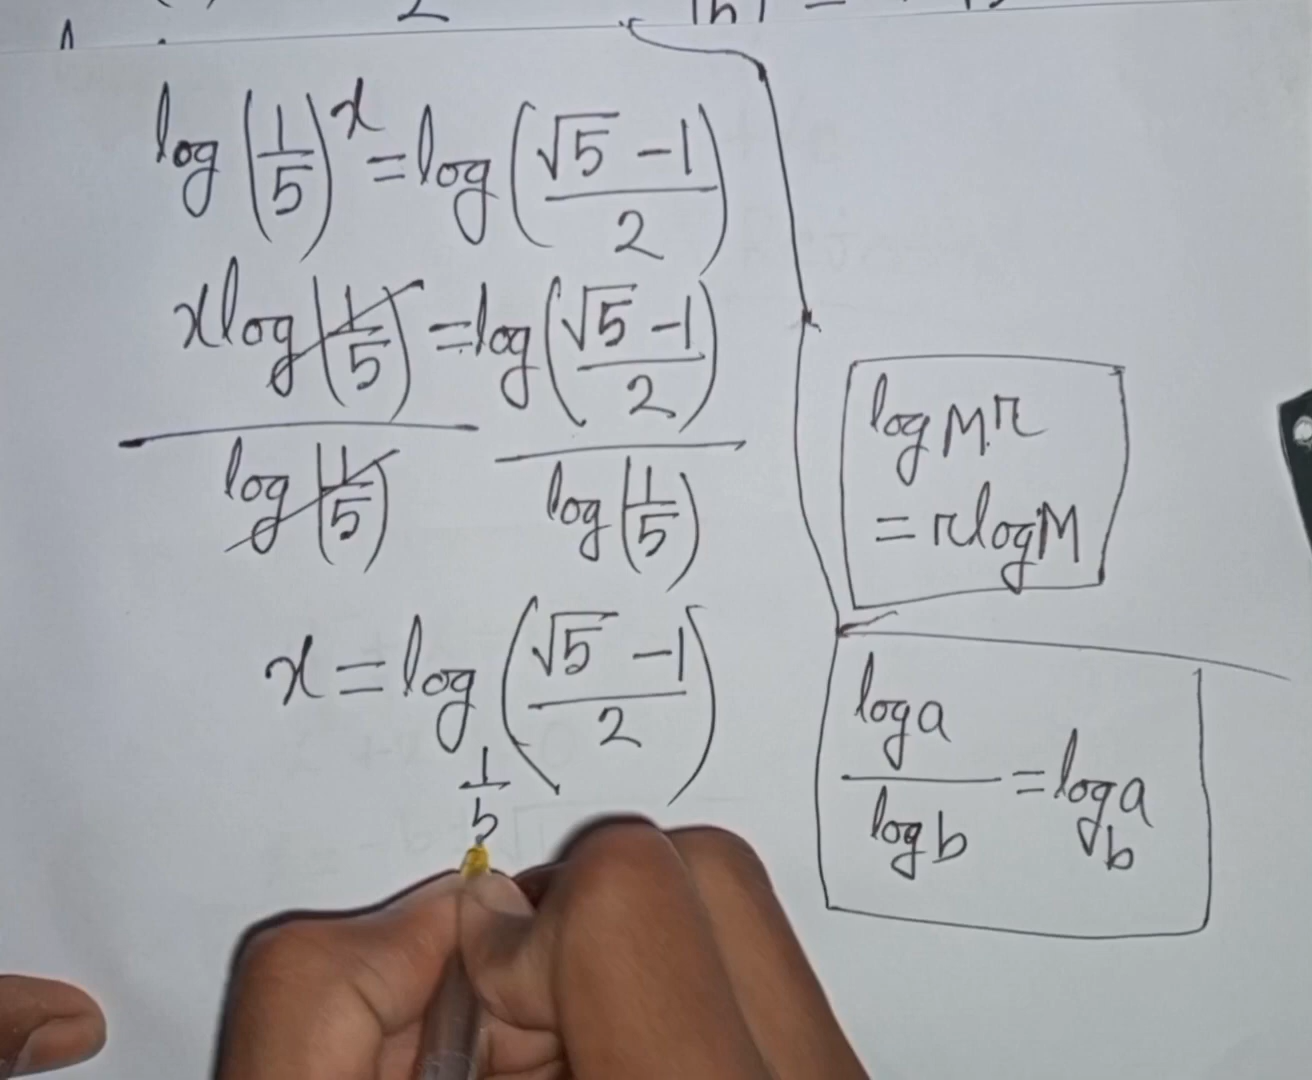 log(1/5)^x = log((√5 - 1)/2)
x log(1/5) / log(1/5) = log((√5 - 1)/2) / log(1/5)
x = log_{1/5}((√5 - 1)/2)
log M^r
= r log M
log a / log b = log_b a